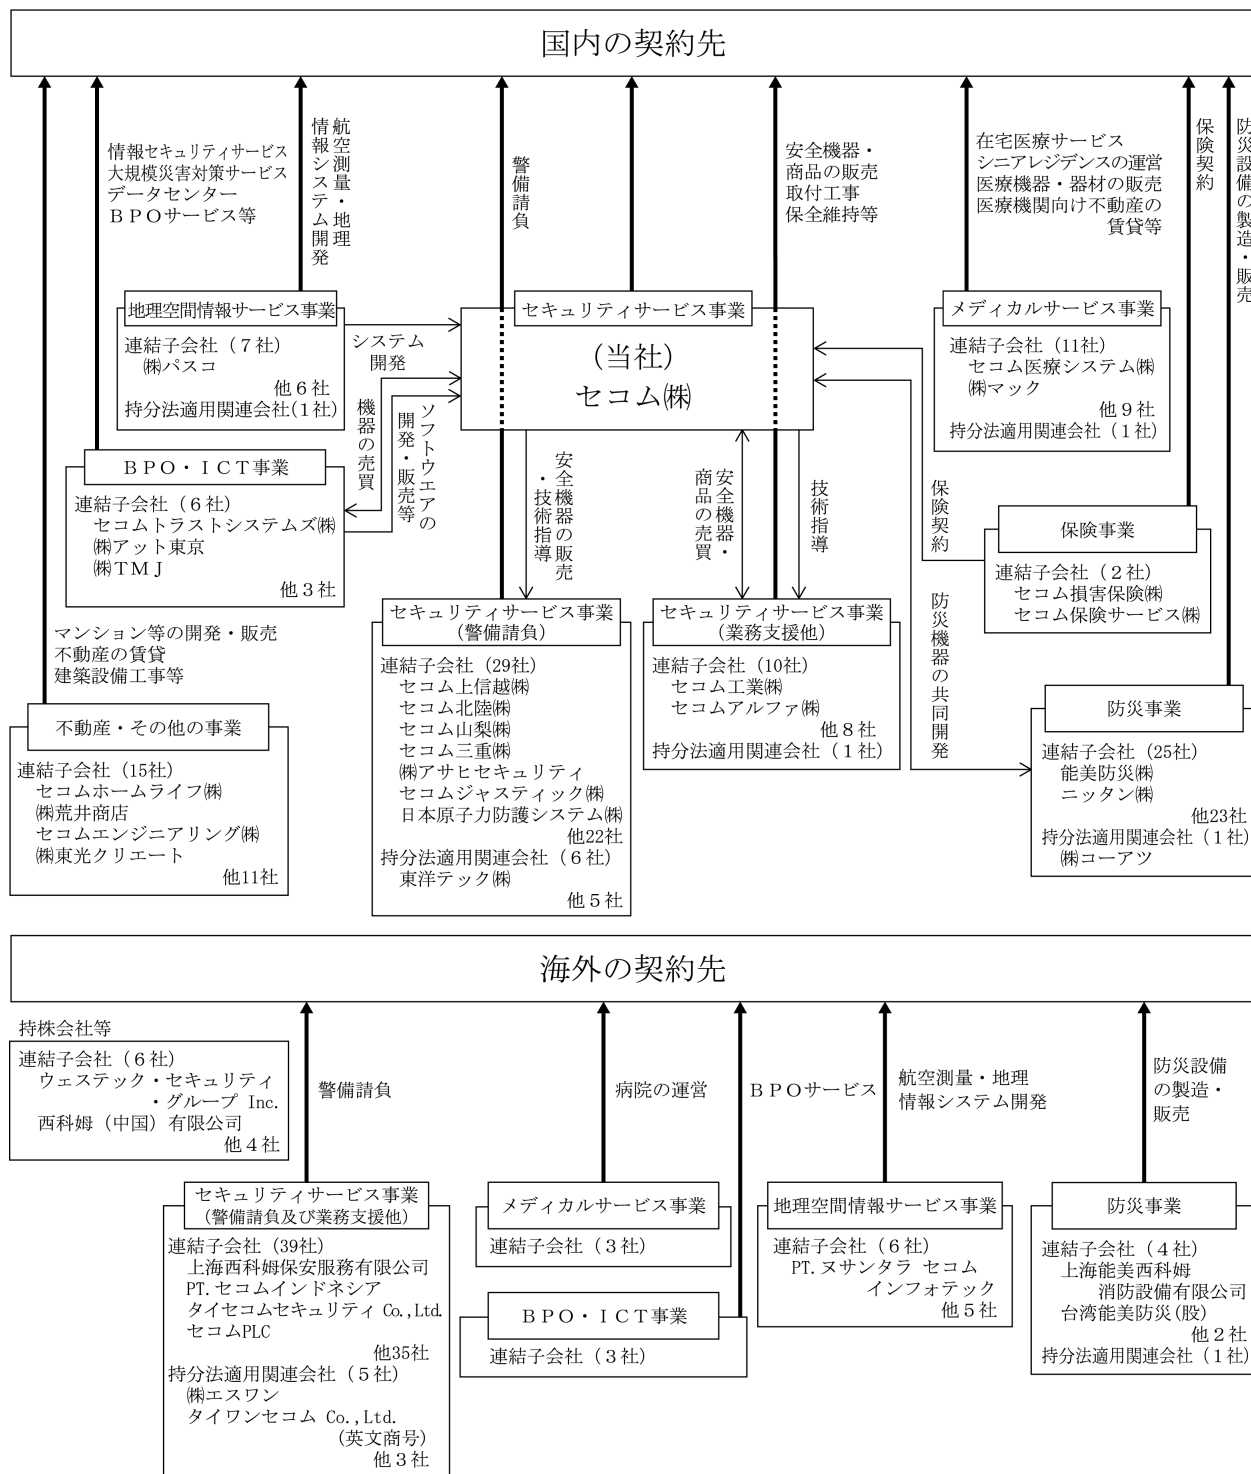 国内の契約先
情報セキュリティサービス
大規模災害対策サービス
データセンター
ＢＰＯサービス等
航空測量・地理
情報システム開発
警備請負
安全機器・
商品の販売
取付工事
保全維持等
在宅医療サービス
シニアレジデンスの運営
医療機器・器材の販売
医療機関向け不動産の
賃貸等
保険契約
防災設備の製造・販売
地理空間情報サービス事業
連結子会社（７社）
㈱パスコ
他６社
持分法適用関連会社(１社)
システム
開発
セキュリティサービス事業
(当社)
セコム㈱
メディカルサービス事業
連結子会社（11社）
セコム医療システム㈱
㈱マック
他９社
持分法適用関連会社（１社）
機器の売買
ソフトウエアの
開発・販売等
ＢＰＯ・ＩＣＴ事業
連結子会社（６社）
セコムトラストシステムズ㈱
㈱アット東京
㈱ＴＭＪ
他３社
安全機器の販売
・技術指導
安全機器・
商品の売買
技術指導
保険契約
保険事業
連結子会社（２社）
セコム損害保険㈱
セコム保険サービス㈱
防災機器の共同開発
マンション等の開発・販売
不動産の賃貸
建築設備工事等
不動産・その他の事業
連結子会社（15社）
セコムホームライフ㈱
㈱荒井商店
セコムエンジニアリング㈱
㈱東光クリエート
他11社
セキュリティサービス事業
(警備請負)
連結子会社（29社）
セコム上信越㈱
セコム北陸㈱
セコム山梨㈱
セコム三重㈱
㈱アサヒセキュリティ
セコムジャスティック㈱
日本原子力防護システム㈱
他22社
持分法適用関連会社（６社）
東洋テック㈱
他５社
セキュリティサービス事業
(業務支援他)
連結子会社（10社）
セコム工業㈱
セコムアルファ㈱
他８社
持分法適用関連会社（１社）
防災事業
連結子会社（25社）
能美防災㈱
ニッタン㈱
他23社
持分法適用関連会社（１社）
㈱コーアツ
海外の契約先
持株会社等
連結子会社（６社）
ウェステック・セキュリティ
・グループ Inc.
西科姆（中国）有限公司
他４社
警備請負
病院の運営
ＢＰＯサービス
航空測量・地理
情報システム開発
防災設備
の製造・
販売
セキュリティサービス事業
(警備請負及び業務支援他)
連結子会社（39社）
上海西科姆保安服務有限公司
PT.セコムインドネシア
タイセコムセキュリティ Co.,Ltd.
セコムPLC
他35社
持分法適用関連会社（５社）
㈱エスワン
タイワンセコム Co.,Ltd.
(英文商号)
他３社
メディカルサービス事業
連結子会社（３社）
ＢＰＯ・ＩＣＴ事業
連結子会社（３社）
地理空間情報サービス事業
連結子会社（６社）
PT.ヌサンタラ セコム
インフォテック
他５社
防災事業
連結子会社（４社）
上海能美西科姆
消防設備有限公司
台湾能美防災(股)
他２社
持分法適用関連会社（１社）